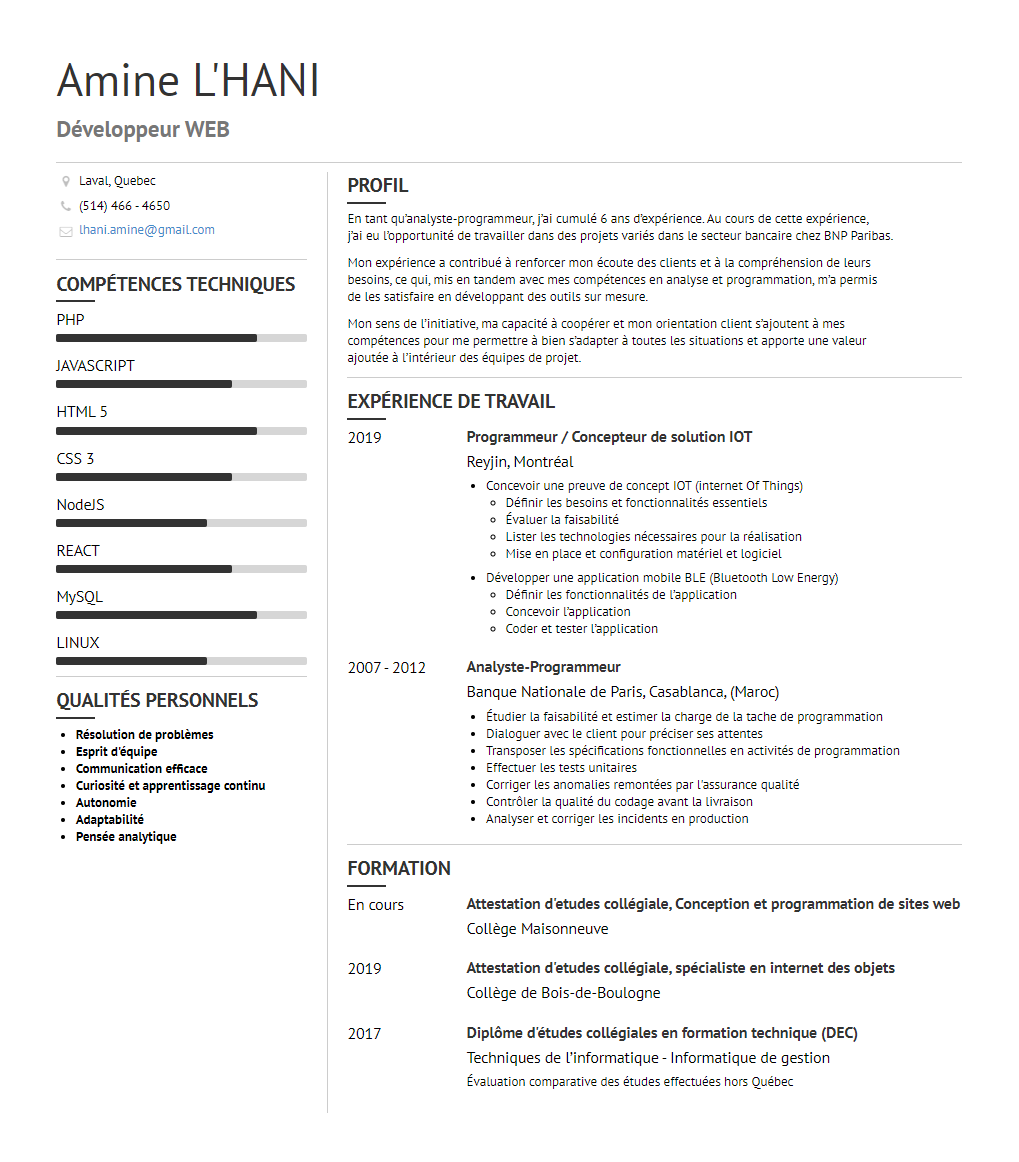 Amine L'HANI
Développeur WEB
Laval, Quebec
(514) 466 - 4650
lhani.amine@gmail.com
COMPÉTENCES TECHNIQUES
PHP
JAVASCRIPT
HTML 5
CSS 3
NodeJS
REACT
MySQL
LINUX
QUALITÉS PERSONNELS
• Résolution de problèmes
• Esprit d'équipe
• Communication efficace
• Curiosité et apprentissage continu
• Autonomie
• Adaptabilité
• Pensée analytique
PROFIL
En tant qu'analyste-programmeur, j'ai cumulé 6 ans d'expérience. Au cours de cette expérience,
j'ai eu l'opportunité de travailler dans des projets variés dans le secteur bancaire chez BNP Paribas.
Mon expérience a contribué à renforcer mon écoute des clients et à la compréhension de leurs
besoins, ce qui, mis en tandem avec mes compétences en analyse et programmation, m'a permis
de les satisfaire en développant des outils sur mesure.
Mon sens de l'initiative, ma capacité à coopérer et mon orientation client s'ajoutent à mes
compétences pour me permettre à bien s'adapter à toutes les situations et apporte une valeur
ajoutée à l'intérieur des équipes de projet.
EXPÉRIENCE DE TRAVAIL
2019 Programmeur / Concepteur de solution IOT
Reyjin, Montréal
• Concevoir une preuve de concept IOT (internet Of Things)
◦ Définir les besoins et fonctionnalités essentiels
◦ Évaluer la faisabilité
◦ Lister les technologies nécessaires pour la réalisation
◦ Mise en place et configuration matériel et logiciel
• Développer une application mobile BLE (Bluetooth Low Energy)
◦ Définir les fonctionnalités de l'application
◦ Concevoir l'application
◦ Coder et tester l'application
2007 - 2012 Analyste-Programmeur
Banque Nationale de Paris, Casablanca, (Maroc)
• Étudier la faisabilité et estimer la charge de la tache de programmation
• Dialoguer avec le client pour préciser ses attentes
• Transposer les spécifications fonctionnelles en activités de programmation
• Effectuer les tests unitaires
• Corriger les anomalies remontées par l'assurance qualité
• Contrôler la qualité du codage avant la livraison
• Analyser et corriger les incidents en production
FORMATION
En cours Attestation d'etudes collégiale, Conception et programmation de sites web
Collège Maisonneuve
2019 Attestation d'etudes collégiale, spécialiste en internet des objets
Collège de Bois-de-Boulogne
2017 Diplôme d'études collégiales en formation technique (DEC)
Techniques de l'informatique - Informatique de gestion
Évaluation comparative des études effectuées hors Québec